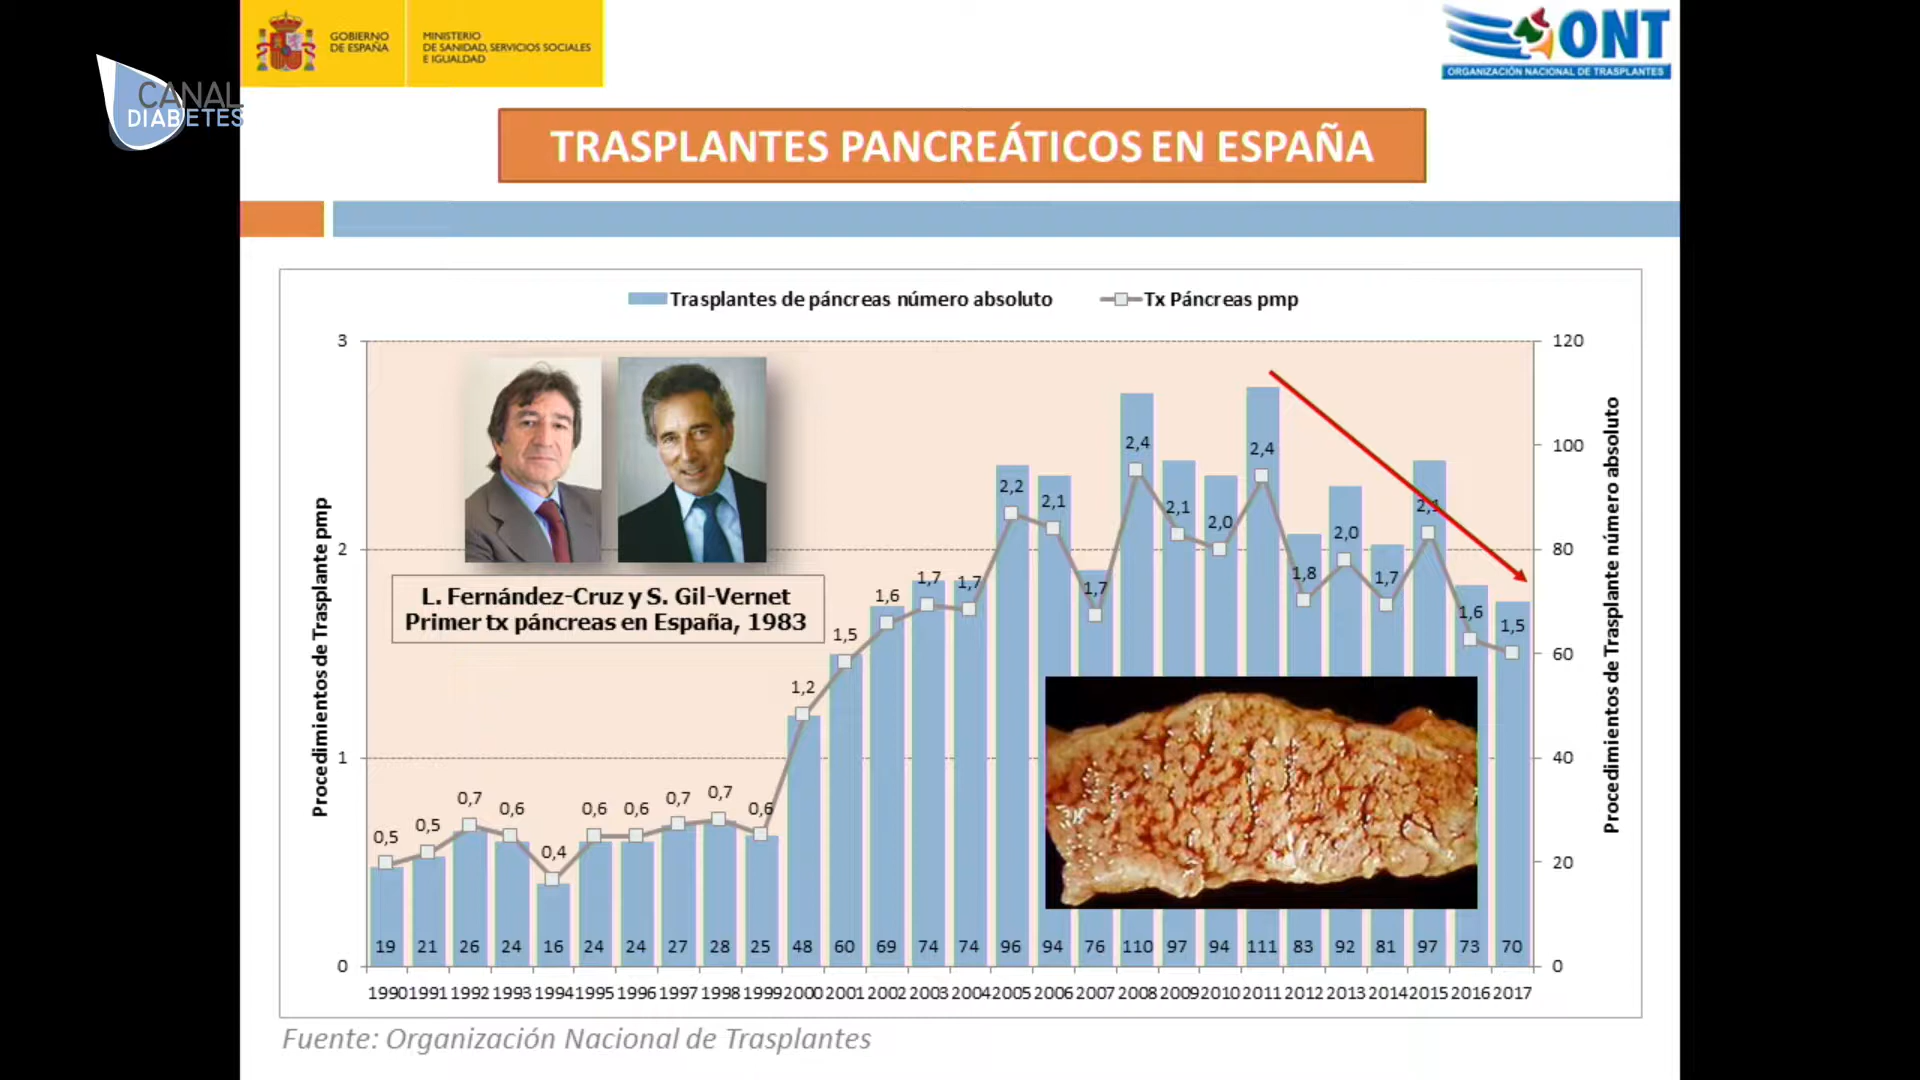 GOBIERNO
DE ESPAÑA
MINISTERIO
DE SANIDAD, SERVICIOS SOCIALES
E IGUALDAD
ONT
ORGANIZACIÓN NACIONAL DE TRASPLANTES
CANAL
DIABETES
TRASPLANTES PANCREÁTICOS EN ESPAÑA
Trasplantes de páncreas número absoluto
Tx Páncreas pmp
Procedimientos de Trasplante pmp
3
2
1
0
L. Fernández-Cruz y S. Gil-Vernet
Primer tx páncreas en España, 1983
0,5 0,5 0,7 0,6 0,4 0,6 0,6 0,7 0,7 0,6 1,2 1,5 1,6 1,7 1,7 2,2 2,1 1,7 2,4 2,1 2,0 2,4 1,8 2,0 1,7 2,1 1,6 1,5
19 21 26 24 16 24 24 27 28 25 48 60 69 74 74 96 94 76 110 97 94 111 83 92 81 97 73 70
1990 1991 1992 1993 1994 1995 1996 1997 1998 1999 2000 2001 2002 2003 2004 2005 2006 2007 2008 2009 2010 2011 2012 2013 2014 2015 2016 2017
120
100
80
60
40
20
0
Procedimientos de Trasplante número absoluto
Fuente: Organización Nacional de Trasplantes